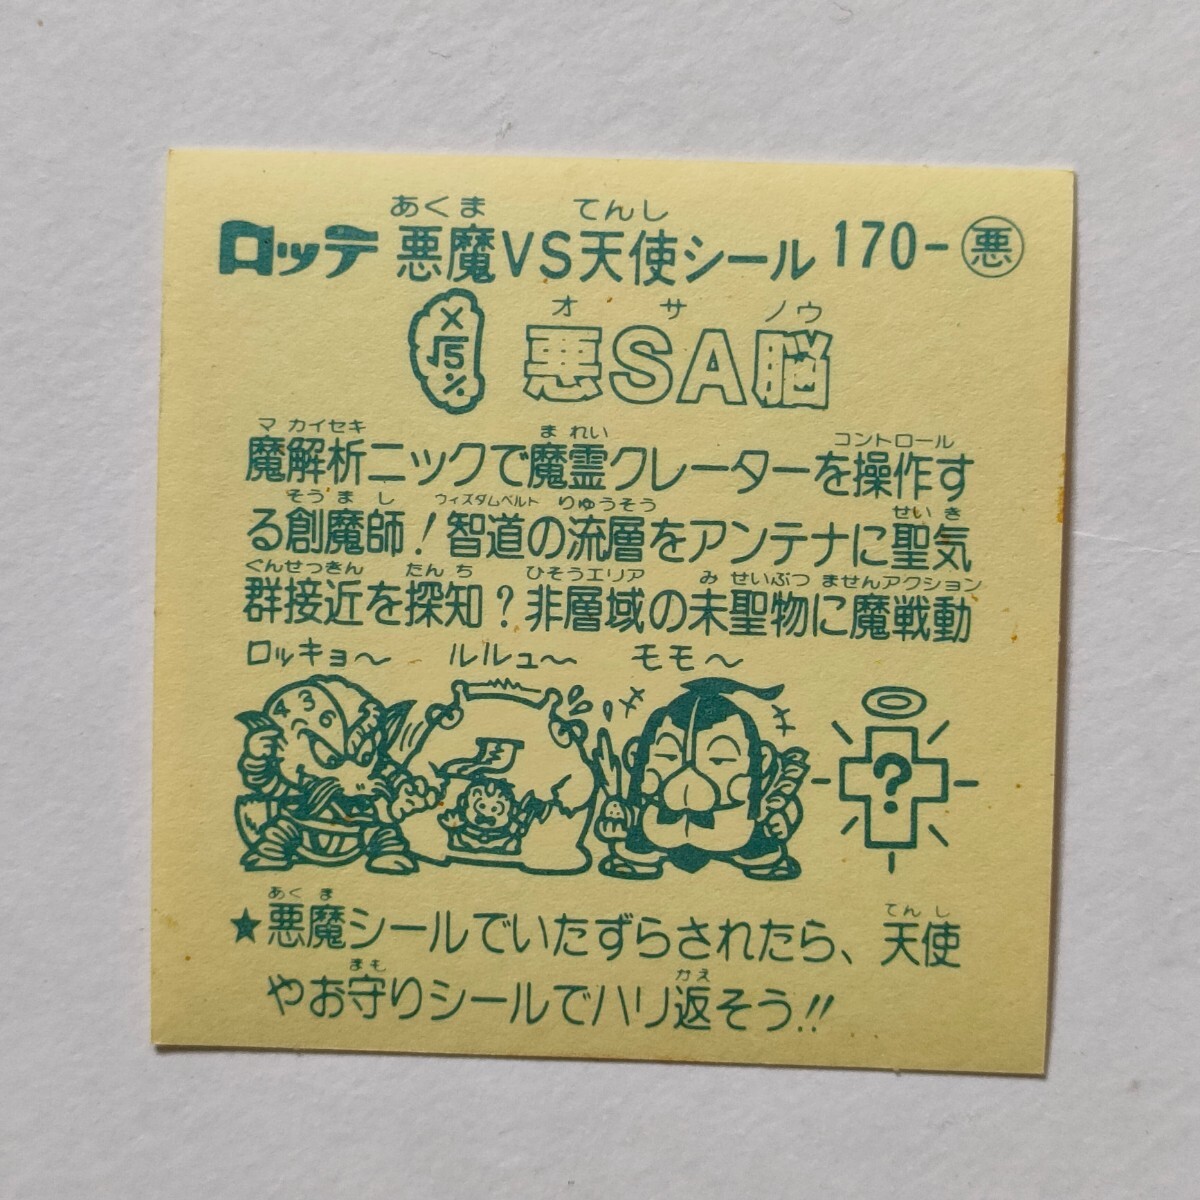 あくま てんし
ロッテ 悪魔VS天使シール 170-悪
オ サ ノウ
X √5 % 悪SA脳
マ カイセキ ま れい コントロール
魔解析ニックで魔霊クレーターを操作す
そう ま し ウィズダムベルト りゅうそう せい き
る創魔師!智道の流層をアンテナに聖気
ぐんせっきん たん ち ひそうエリア み せいぶつ ませんアクション
群接近を探知?非層域の未聖物に魔戦動
ロッキョ〜 ルルュ〜 モモ〜
4 3 6
?
あく ま てん し
★悪魔シールでいたずらされたら、天使
まも かえ
やお守りシールでハリ返そう!!